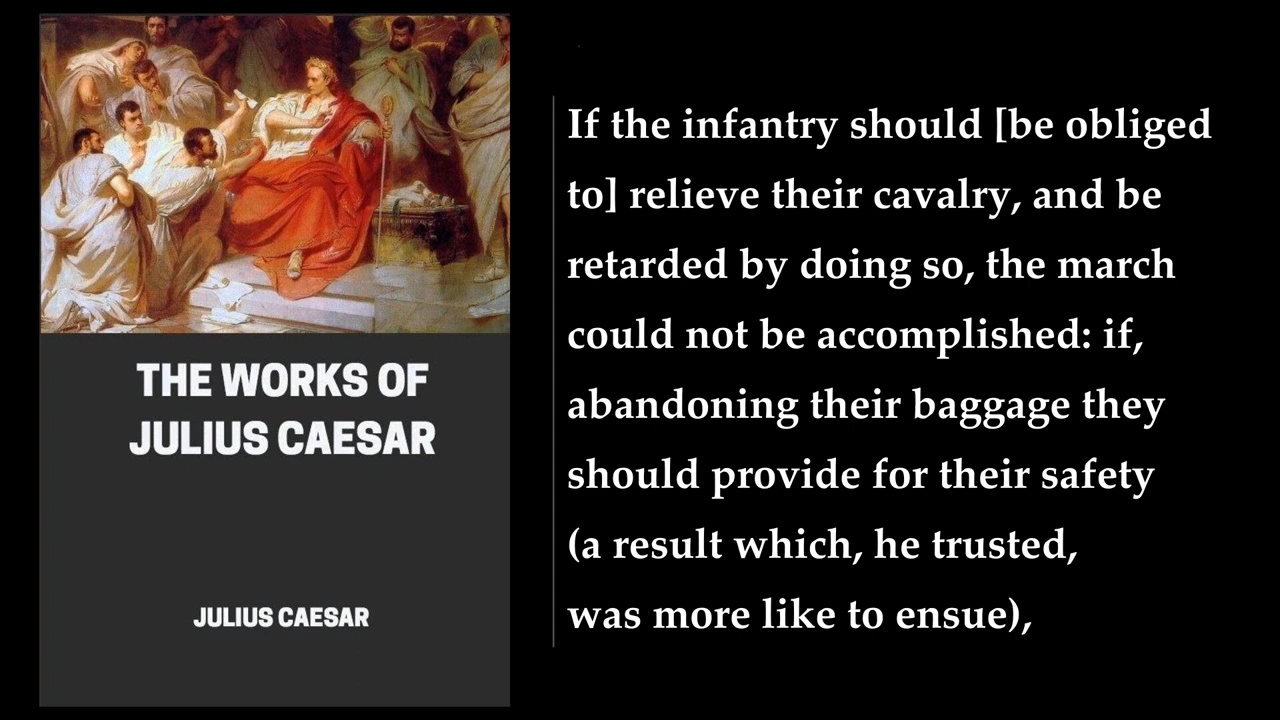 THE WORKS OF
JULIUS CAESAR
JULIUS CAESAR
If the infantry should [be obliged
to] relieve their cavalry, and be
retarded by doing so, the march
could not be accomplished: if,
abandoning their baggage they
should provide for their safety
(a result which, he trusted,
was more like to ensue),